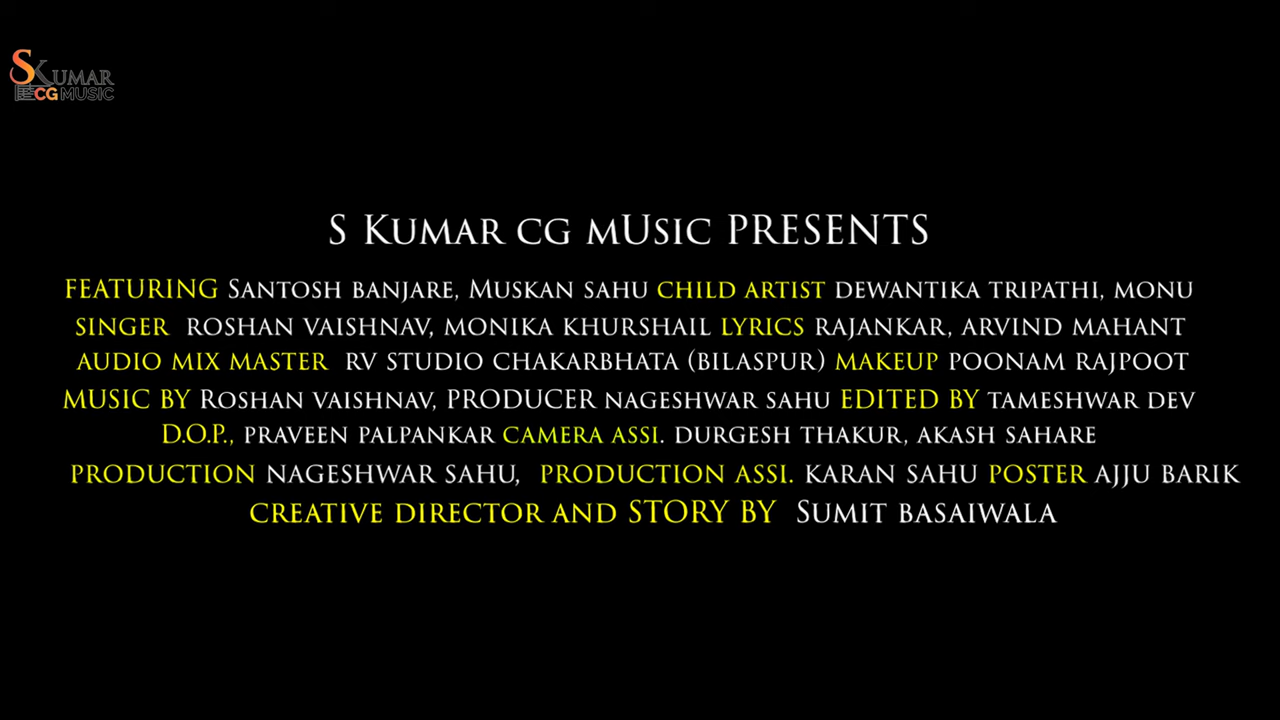 S KUMAR
CG MUSIC
S KUMAR CG mUSIC PRESENTS
FEATURING SANTOSH BANJARE, MUSKAN SAHU CHILD ARTIST DEWANTIKA TRIPATHI, MONU
SINGER ROSHAN VAISHNAV, MONIKA KHURSHAIL LYRICS RAJANKAR, ARVIND MAHANT
AUDIO MIX MASTER RV STUDIO CHAKARBHATA (BILASPUR) MAKEUP POONAM RAJPOOT
MUSIC BY ROSHAN VAISHNAV, PRODUCER NAGESHWAR SAHU EDITED BY TAMESHWAR DEV
D.O.P., PRAVEEN PALPANKAR CAMERA ASSI. DURGESH THAKUR, AKASH SAHARE
PRODUCTION NAGESHWAR SAHU, PRODUCTION ASSI. KARAN SAHU POSTER AJJU BARIK
CREATIVE DIRECTOR AND STORY BY SUMIT BASAIWALA